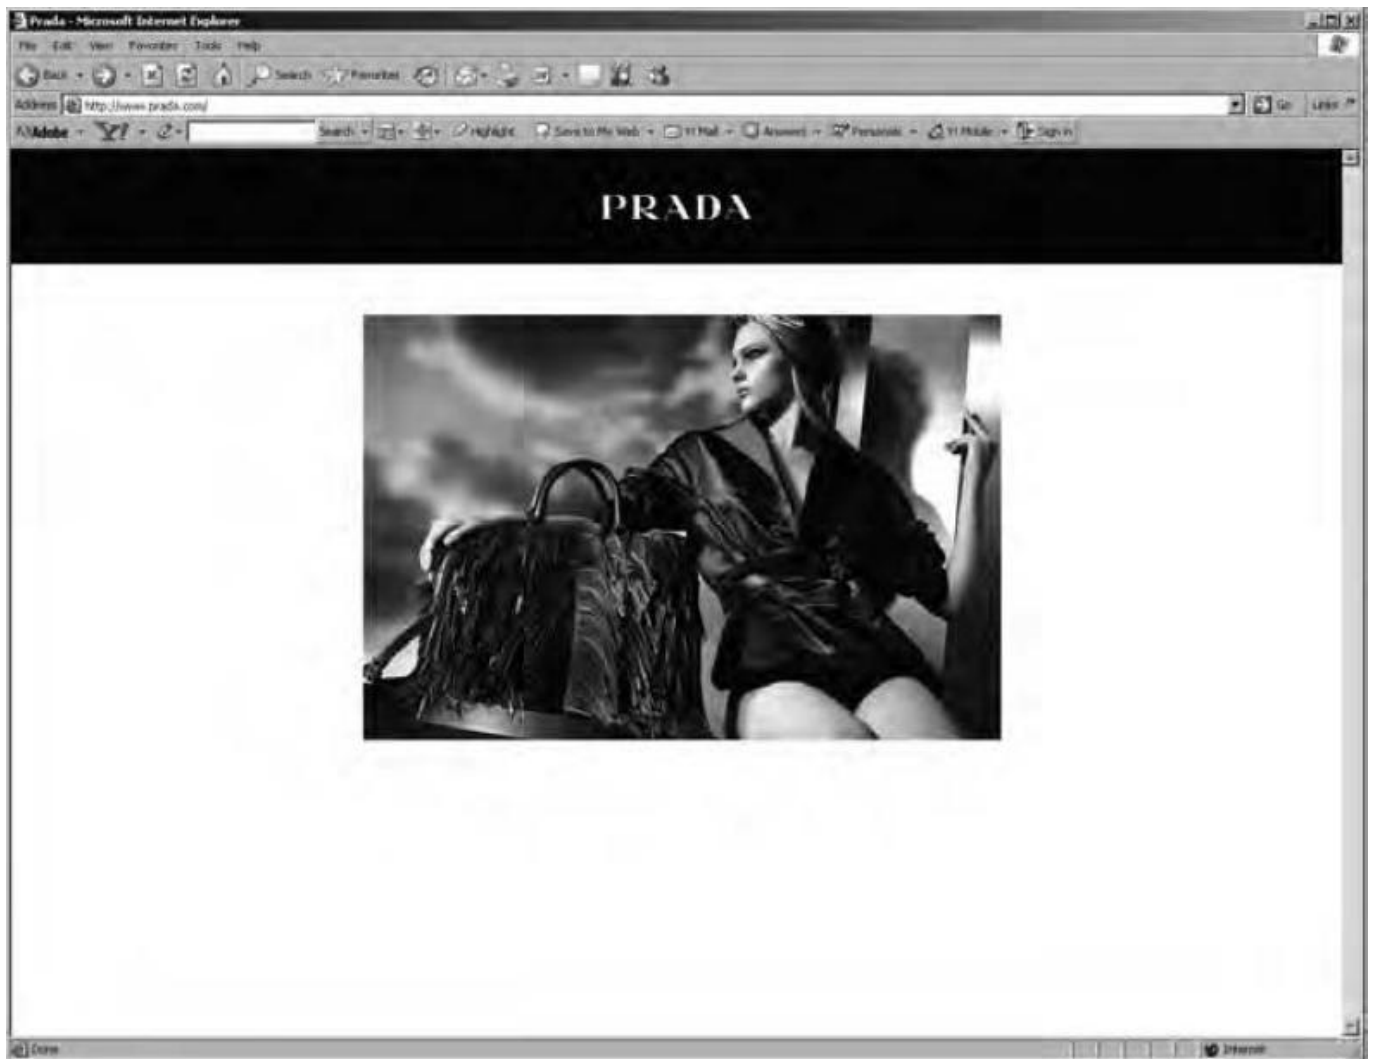 Prada - Microsoft Internet Explorer
File Edit View Favorites Tools Help
Back Search Favorites
Address http://www.prada.com/ Go Links
Adobe Y! Search Highlight Save to My Web Y! Mail Answers Personals Y! Mobile Sign in
PRADA
Done Internet